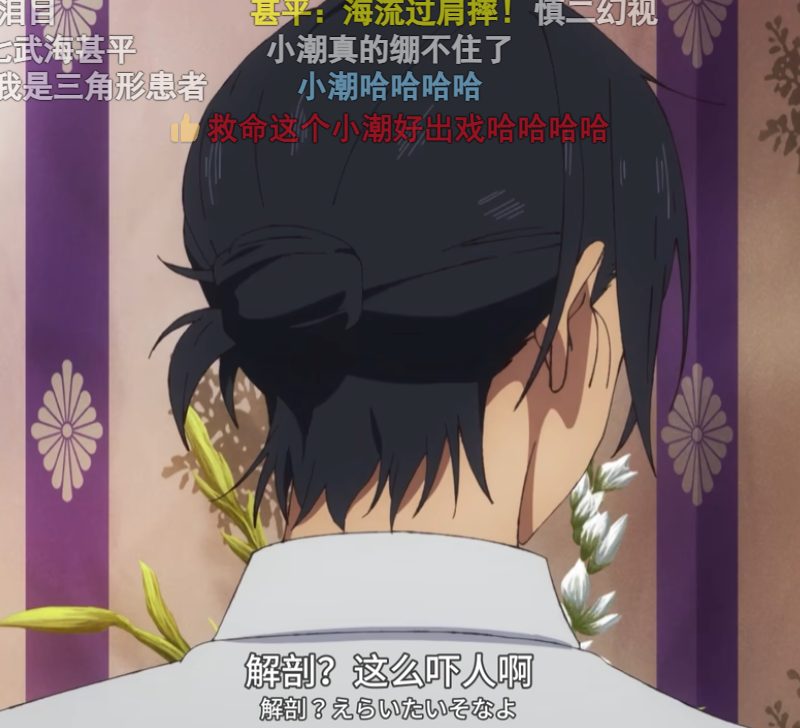 泪目
甚平：海流过肩摔！
慎二幻视
七武海甚平
小潮真的绷不住了
我是三角形患者
小潮哈哈哈哈
救命这个小潮好出戏哈哈哈哈
解剖？这么吓人啊
解剖？えらいたいそなよ